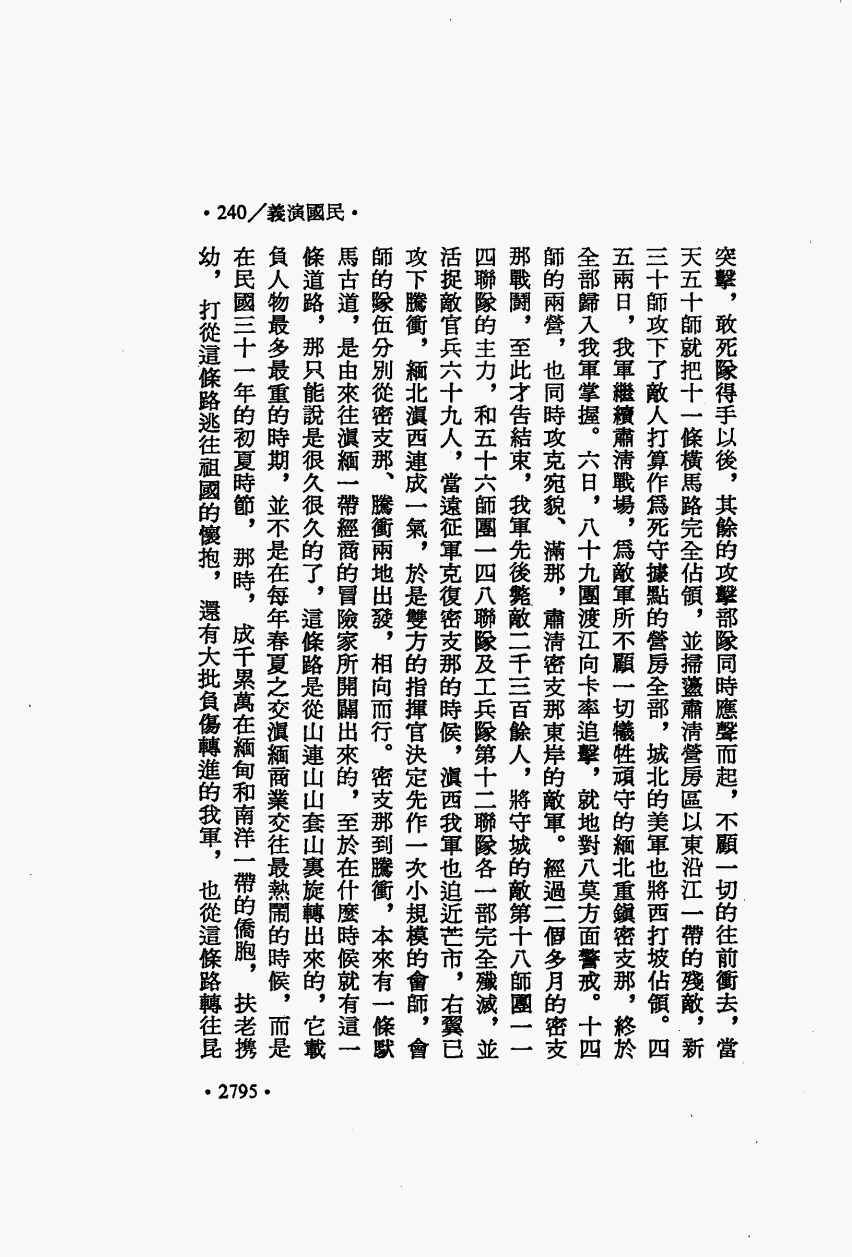 •240／義演國民•
突擊，敢死隊得手以後，其餘的攻擊部隊同時應聲而起，不顧一切的往前衝去，當
天五十師就把十一條橫馬路完全佔領，並掃盪肅清營房區以東沿江一帶的殘敵，新
三十師攻下了敵人打算作爲死守據點的營房全部，城北的美軍也將西打坡佔領。四
五兩日，我軍繼續肅清戰場，爲敵軍所不顧一切犧牲頑守的緬北重鎭密支那，終於
全部歸入我軍掌握。六日，八十九團渡江向卡率追擊，就地對八莫方面警戒。十四
師的兩營，也同時攻克宛貌、滿那，肅淸密支那東岸的敵軍。經過二個多月的密支
那戰鬪，至此才告結束，我軍先後斃敵二千三百餘人，將守城的敵第十八師團一一
四聯隊的主力，和五十六師團一四八聯隊及工兵隊第十二聯隊各一部完全殲滅，並
活捉敵官兵六十九人，當遠征軍克復密支那的時侯，滇西我軍也迫近芒市，右翼已
攻下騰衝，緬北滇西連成一氣，於是雙方的指揮官決定先作一次小規模的會師，會
師的隊伍分別從密支那、騰衝兩地出發，相向而行。密支那到騰衝，本來有一條馱
馬古道，是由來往滇緬一帶經商的冒險家所開闢出來的，至於在什麼時候就有這一
條道路，那只能說是很久很久的了，這條路是從山連山山套山裏旋轉出來的，它載
負人物最多最重的時期，並不是在每年春夏之交滇緬商業交往最熱鬧的時候，而是
在民國三十一年的初夏時節，那時，成千累萬在緬甸和南洋一帶的僑胞，扶老携
幼，打從這條路逃往祖國的懷抱，還有大批負傷轉進的我軍，也從這條路轉往昆
•2795•